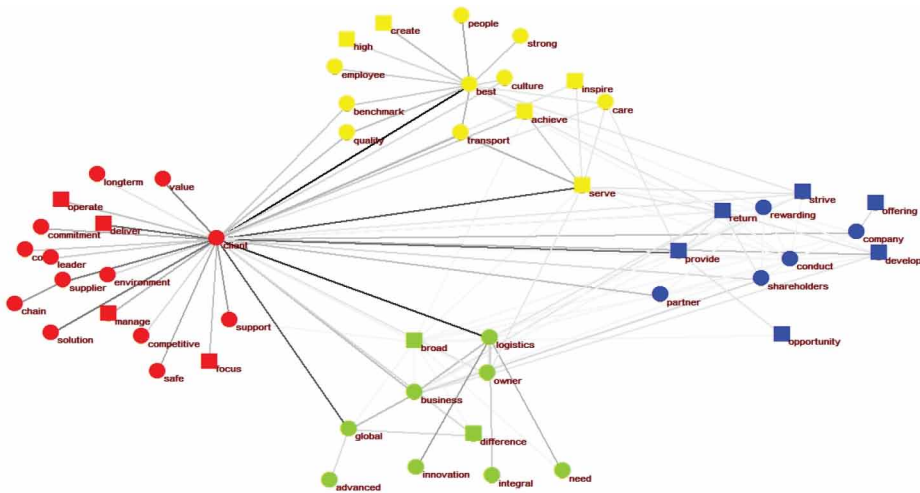 people
create
strong
high
employee
best
culture
inspire
benchmark
achieve
care
quality
transport
longterm
value
serve
operate
strive
offering
return
rewarding
commitment
deliver
client
company
co
leader
provide
conduct
develop
supplier
environment
shareholders
chain
partner
manage
support
solution
competitive
broad
logistics
opportunity
safe
focus
owner
business
global
difference
advanced
innovation
integral
need